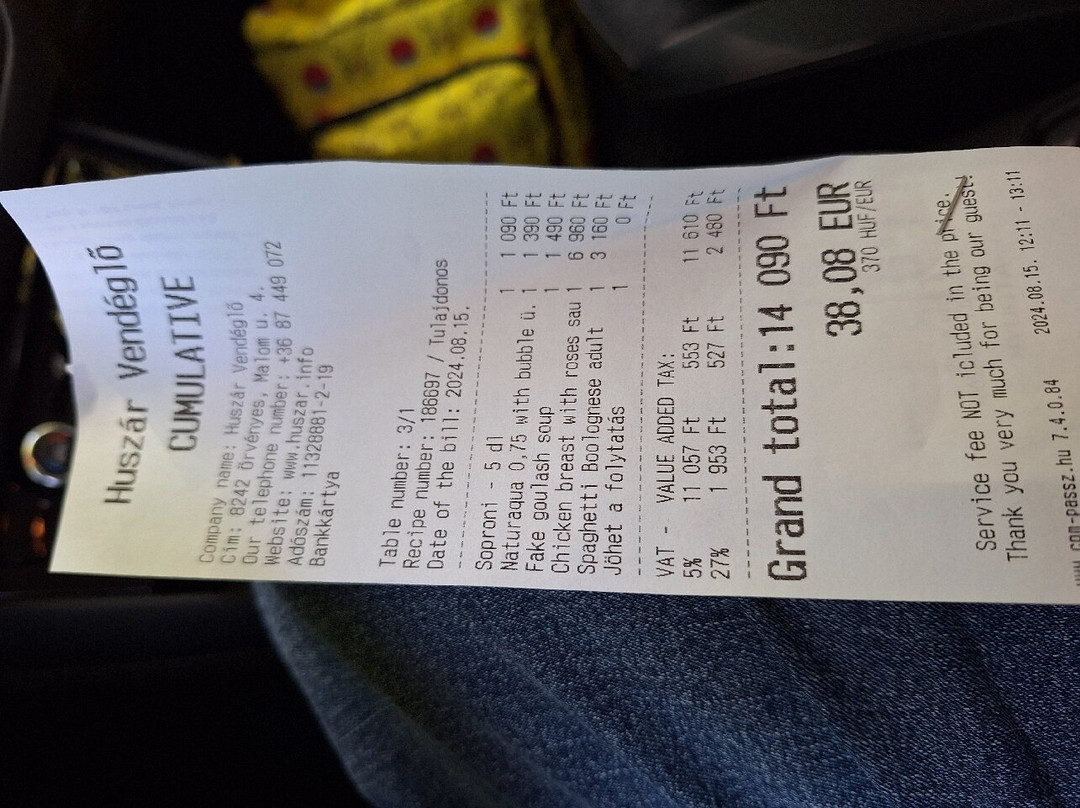 Huszár Vendéglő
CUMULATIVE
Company name: Huszár Vendéglő
Cím: 8242 Örvényes, Malom u. 4.
Our telephone number: +36 87 449 072
Website: www.huszar.info
Adószám: 11328881-2-19
Bankkártya
Table number: 3/1
Recipe number: 186697 / Tulajdonos
Date of the bill: 2024.08.15.
Soproni - 5 dl 1 1 090 Ft
Naturaqua 0,75 with bubble ü. 1 1 390 Ft
Fake goulash soup 1 1 490 Ft
Chicken breast with roses sau 1 6 960 Ft
Spaghetti Boolognese adult 1 3 160 Ft
Jöhet a folytatás 1 0 Ft
VAT - VALUE ADDED TAX:
5% 11 057 Ft 553 Ft 11 610 Ft
27% 1 953 Ft 527 Ft 2 480 Ft
Grand total:14 090 Ft
38,08 EUR
370 HUF/EUR
Service fee NOT icluded in the price.
Thank you very much for being our guest!
2024.08.15. 12:11 - 13:11
com-passz.hu 7.4.0.84